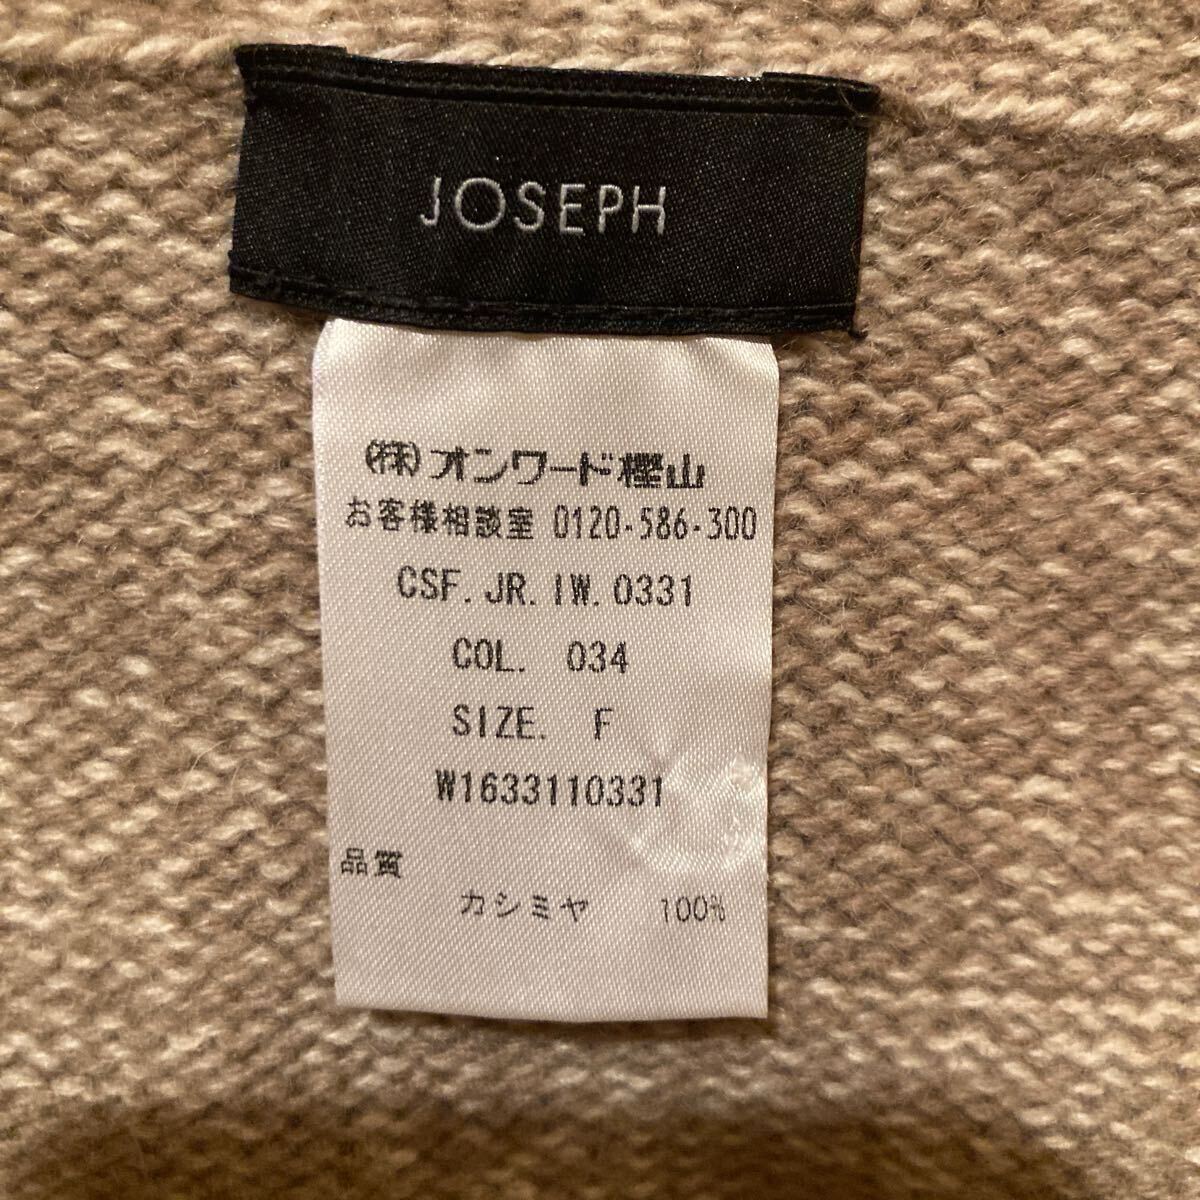 JOSEPH
(株)オンワード樫山
お客様相談室 0120-586-300
CSF.JR.IW.0331
COL. 034
SIZE. F
W1633110331
品質
カシミヤ 100%